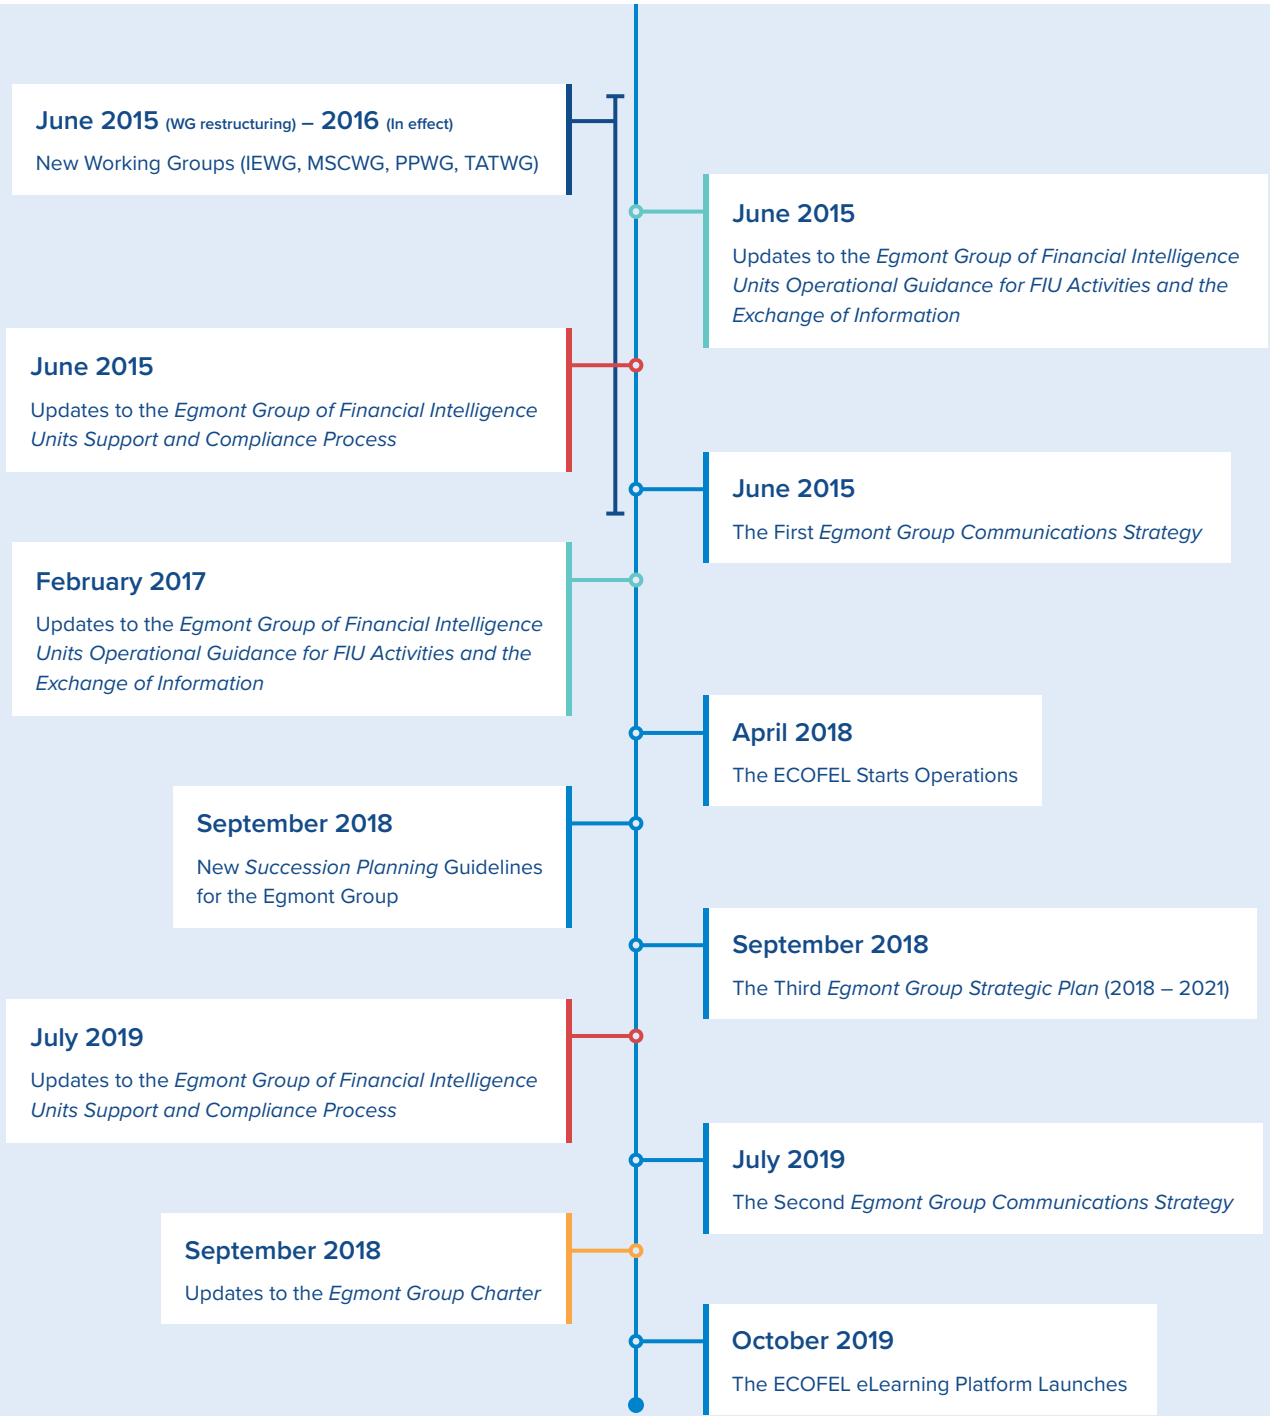 June 2015 (WG restructuring) – 2016 (In effect)
New Working Groups (IEWG, MSCWG, PPWG, TATWG)
June 2015
Updates to the Egmont Group of Financial Intelligence
Units Operational Guidance for FIU Activities and the
Exchange of Information
June 2015
Updates to the Egmont Group of Financial Intelligence
Units Support and Compliance Process
June 2015
The First Egmont Group Communications Strategy
February 2017
Updates to the Egmont Group of Financial Intelligence
Units Operational Guidance for FIU Activities and the
Exchange of Information
April 2018
The ECOFEL Starts Operations
September 2018
New Succession Planning Guidelines
for the Egmont Group
September 2018
The Third Egmont Group Strategic Plan (2018 – 2021)
July 2019
Updates to the Egmont Group of Financial Intelligence
Units Support and Compliance Process
July 2019
The Second Egmont Group Communications Strategy
September 2018
Updates to the Egmont Group Charter
October 2019
The ECOFEL eLearning Platform Launches